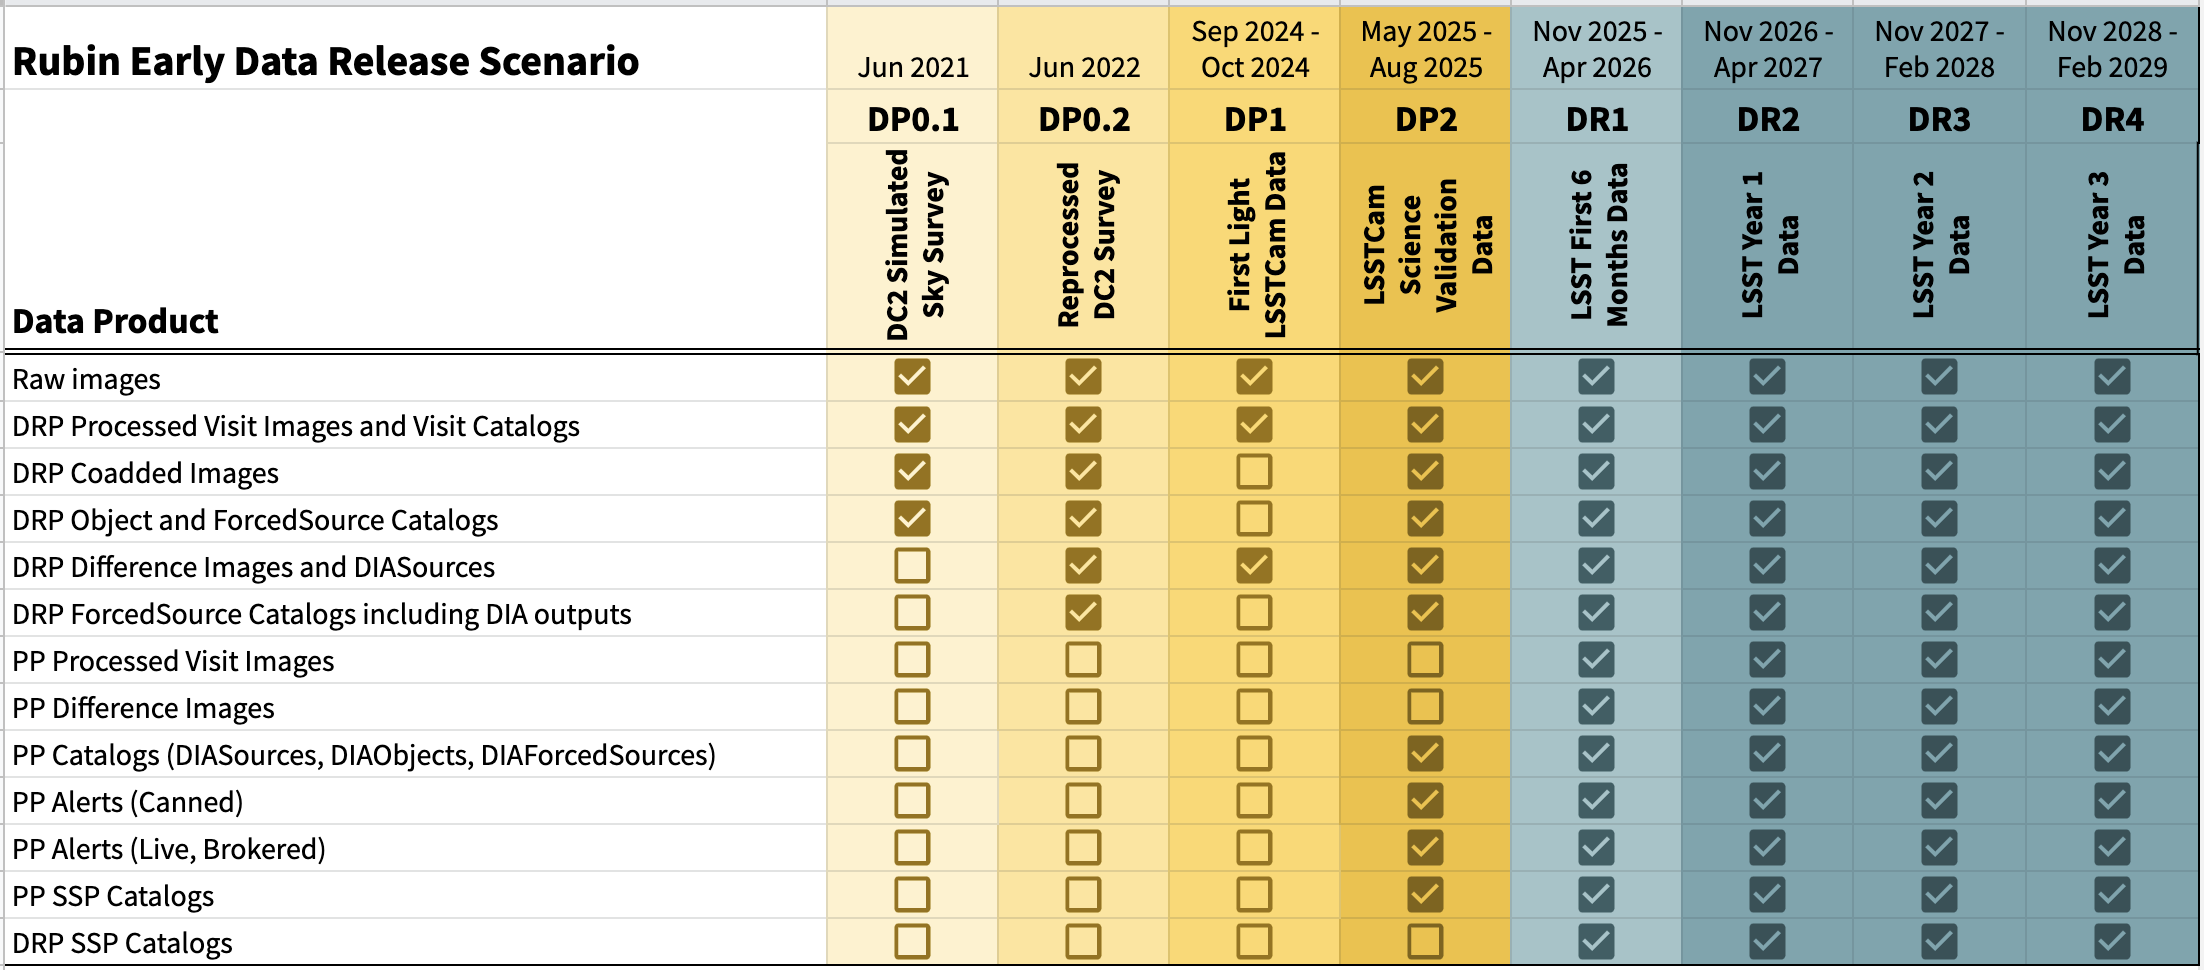 Rubin Early Data Release Scenario
Jun 2021
Jun 2022
Sep 2024 -
Oct 2024
May 2025 -
Aug 2025
Nov 2025 -
Apr 2026
Nov 2026 -
Apr 2027
Nov 2027 -
Feb 2028
Nov 2028 -
Feb 2029
DP0.1
DP0.2
DP1
DP2
DR1
DR2
DR3
DR4
Data Product
DC2 Simulated
Sky Survey
Reprocessed
DC2 Survey
First Light
LSSTCam Data
LSSTCam
Science
Validation
Data
LSST First 6
Months Data
LSST Year 1
Data
LSST Year 2
Data
LSST Year 3
Data
Raw images
DRP Processed Visit Images and Visit Catalogs
DRP Coadded Images
DRP Object and ForcedSource Catalogs
DRP Difference Images and DIASources
DRP ForcedSource Catalogs including DIA outputs
PP Processed Visit Images
PP Difference Images
PP Catalogs (DIASources, DIAObjects, DIAForcedSources)
PP Alerts (Canned)
PP Alerts (Live, Brokered)
PP SSP Catalogs
DRP SSP Catalogs